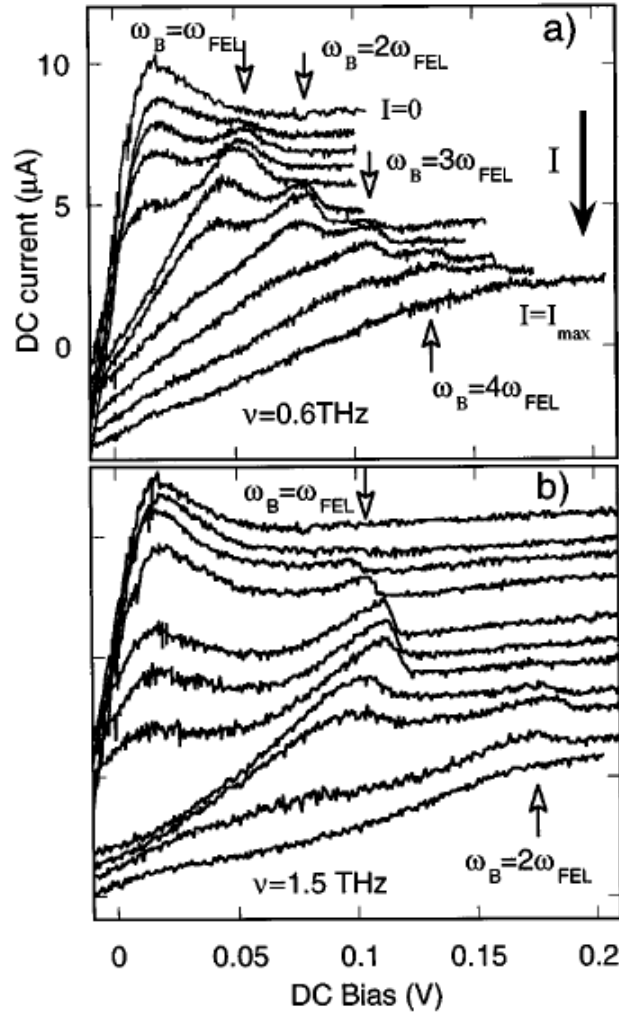 a)
ω_B=ω_FEL
ω_B=2ω_FEL
10
I=0
ω_B=3ω_FEL
I
5
DC current (μA)
I=I_max
0
ω_B=4ω_FEL
ν=0.6THz
b)
ω_B=ω_FEL
ω_B=2ω_FEL
ν=1.5 THz
0 0.05 0.1 0.15 0.2
DC Bias (V)